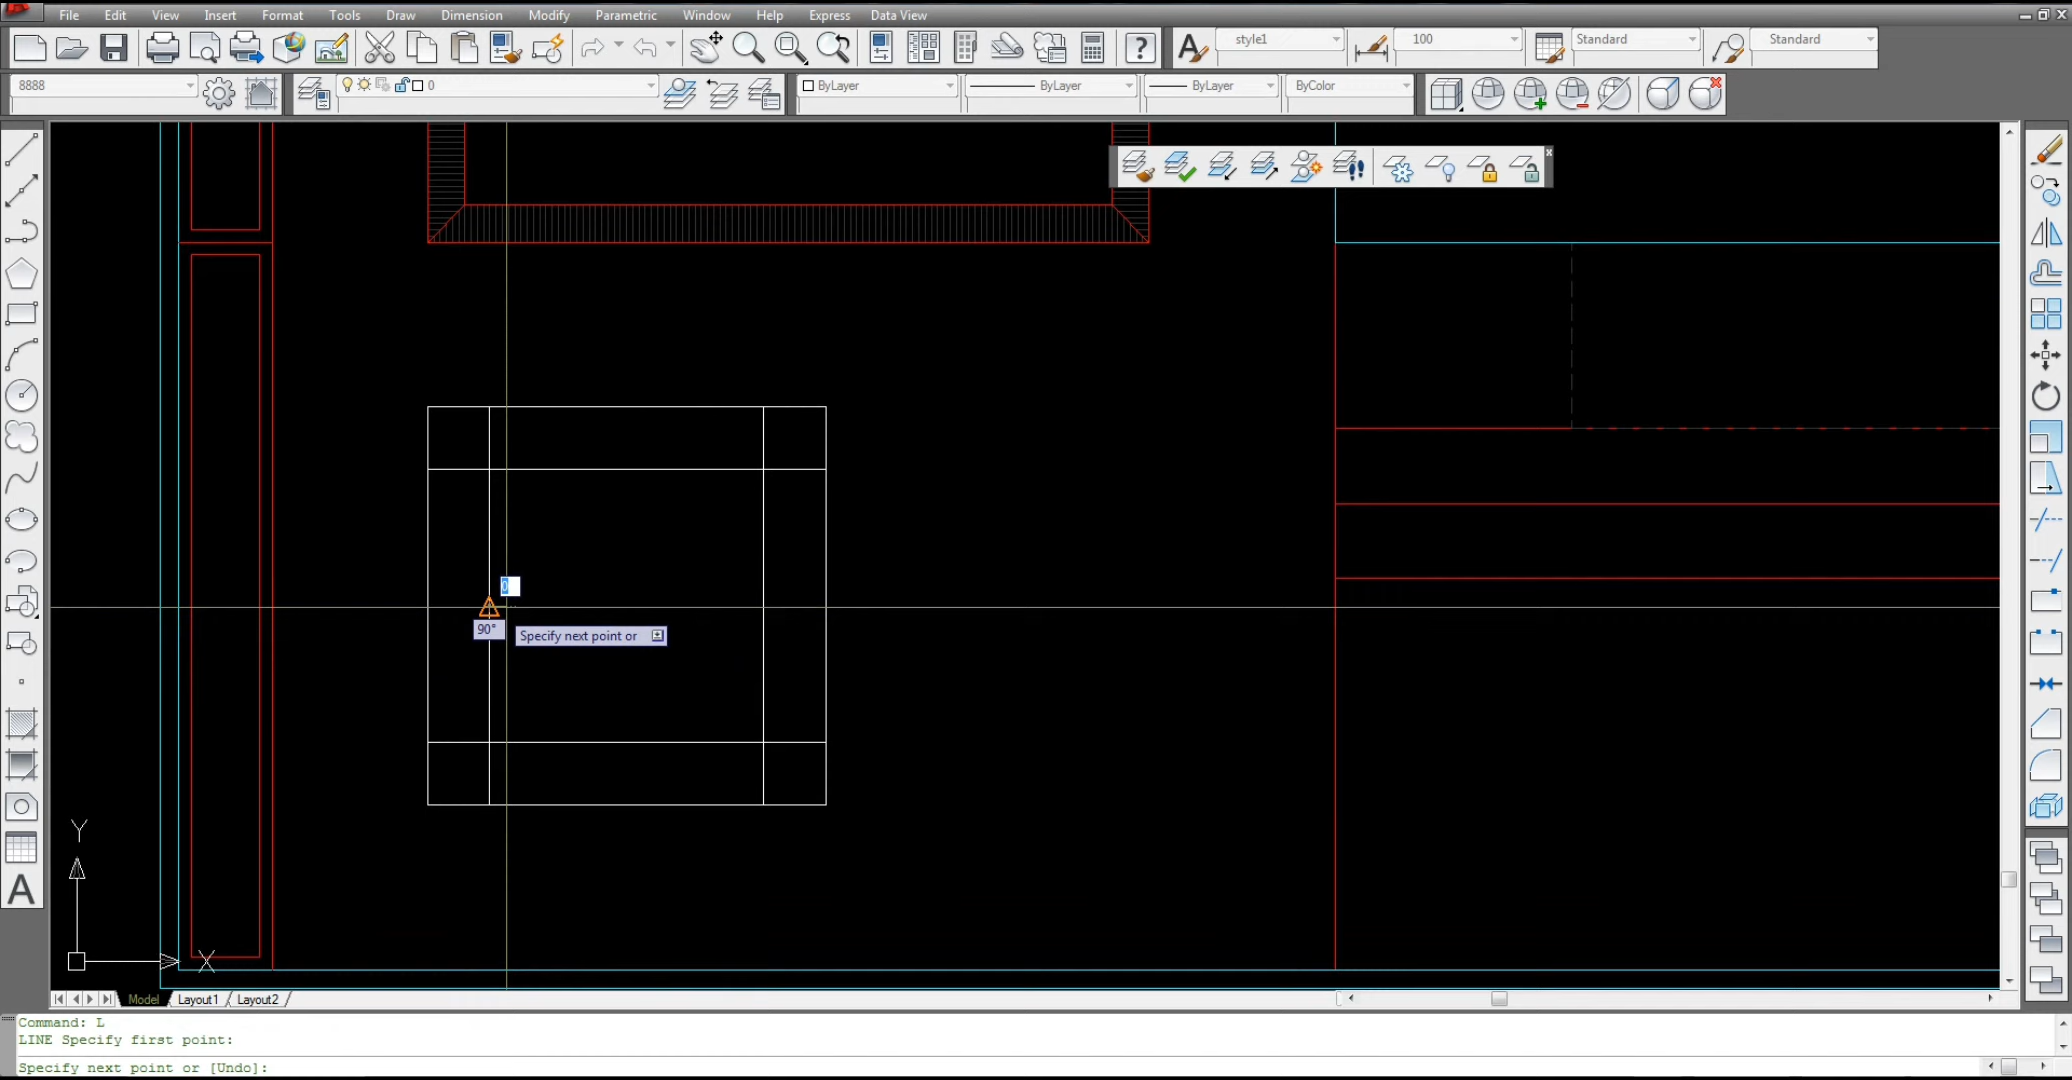 File Edit View Insert Format Tools Draw Dimension Modify Parametric Window Help Express Data View
style1 100 Standard Standard
8888 0 ByLayer ByLayer ByLayer ByColor
0
90° Specify next point or
Y
X
Model Layout1 Layout2
Command: L
LINE Specify first point:
Specify next point or [Undo]:
A